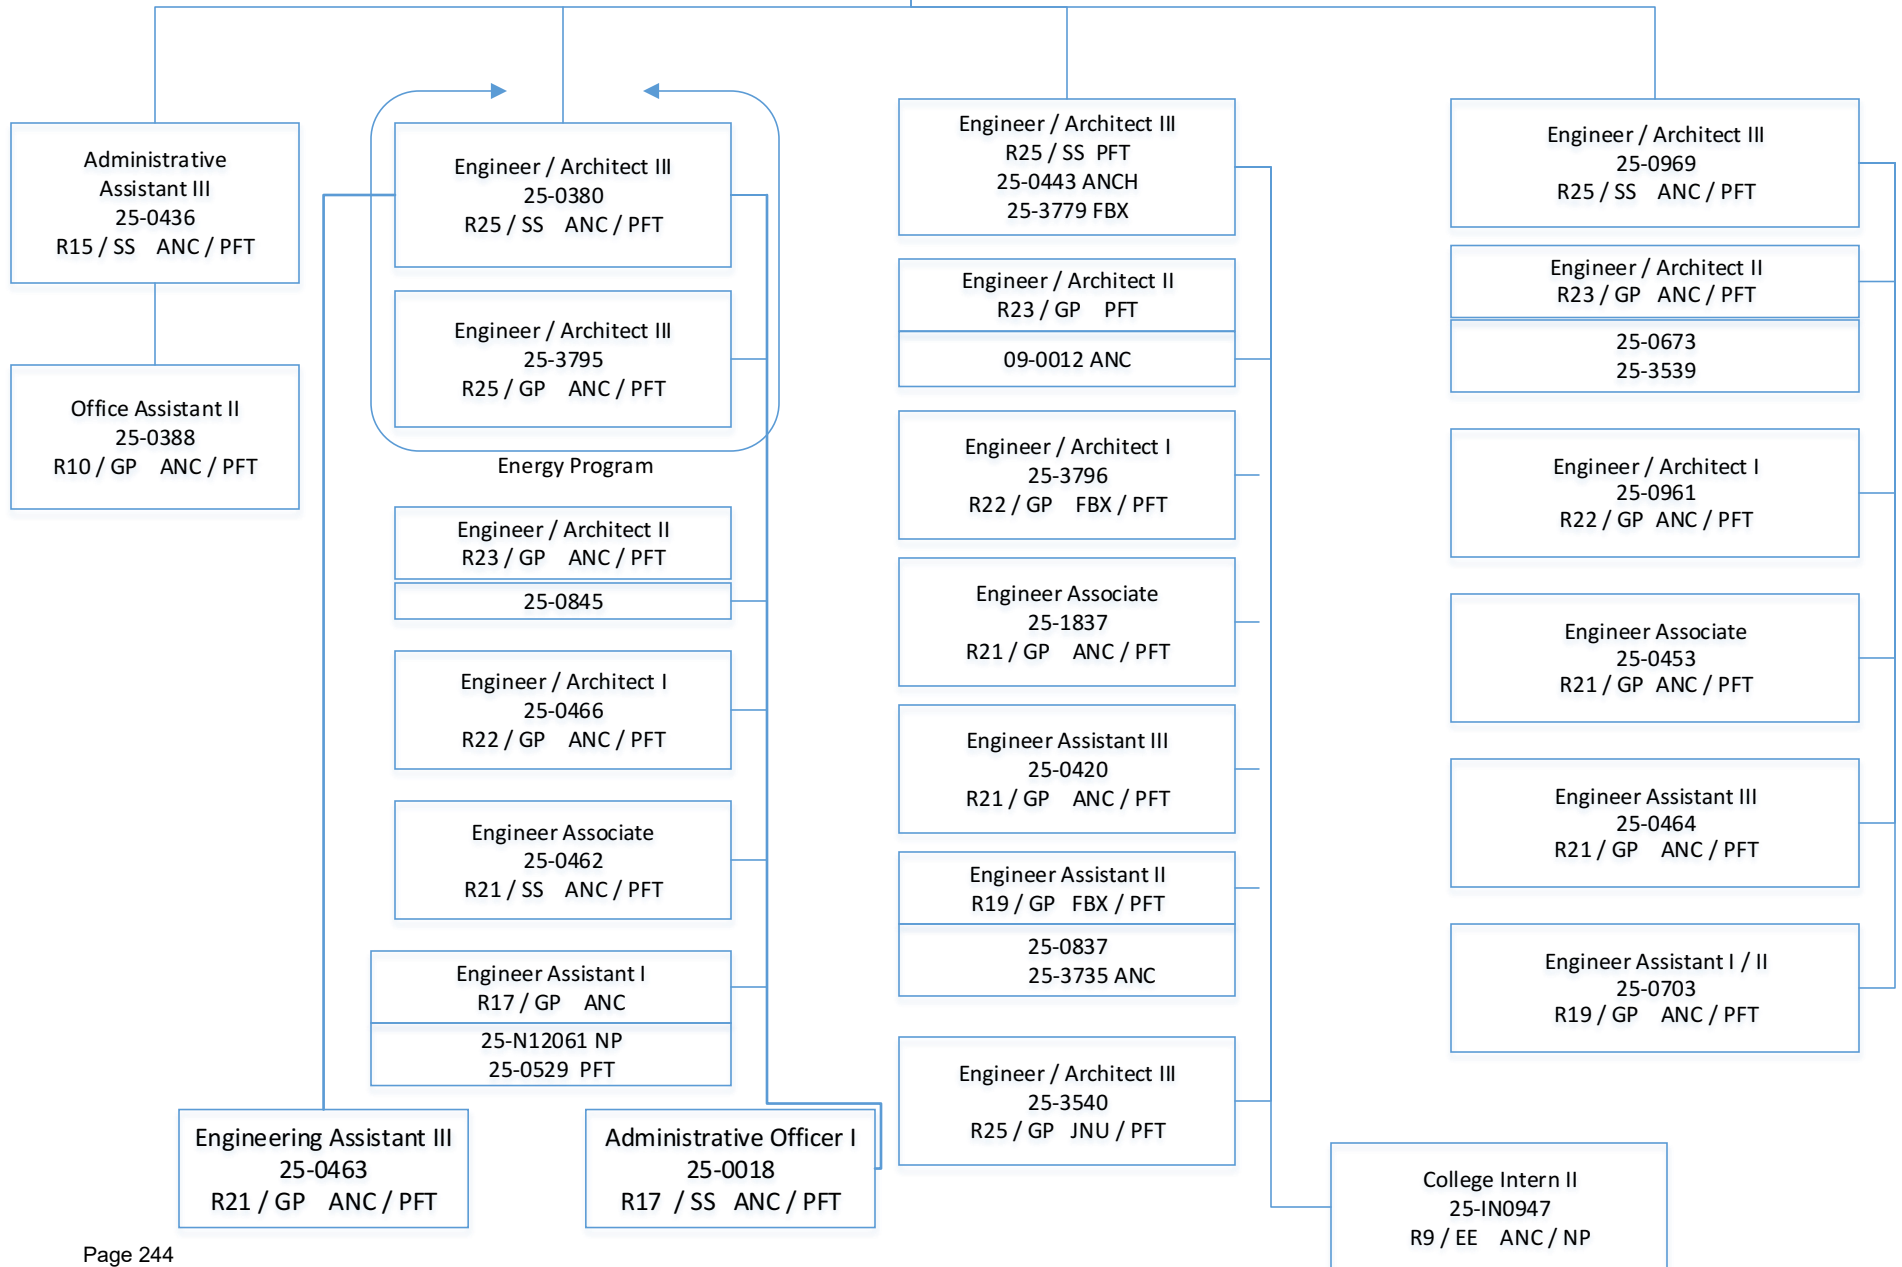 Administrative
Assistant III
25-0436
R15 / SS ANC / PFT
Office Assistant II
25-0388
R10 / GP ANC / PFT
Engineer / Architect III
25-0380
R25 / SS ANC / PFT
Engineer / Architect III
25-3795
R25 / GP ANC / PFT
Energy Program
Engineer / Architect II
R23 / GP ANC / PFT
25-0845
Engineer / Architect I
25-0466
R22 / GP ANC / PFT
Engineer Associate
25-0462
R21 / SS ANC / PFT
Engineer Assistant I
R17 / GP ANC
25-N12061 NP
25-0529 PFT
Engineering Assistant III
25-0463
R21 / GP ANC / PFT
Administrative Officer I
25-0018
R17 / SS ANC / PFT
Engineer / Architect III
R25 / SS PFT
25-0443 ANCH
25-3779 FBX
Engineer / Architect II
R23 / GP PFT
09-0012 ANC
Engineer / Architect I
25-3796
R22 / GP FBX / PFT
Engineer Associate
25-1837
R21 / GP ANC / PFT
Engineer Assistant III
25-0420
R21 / GP ANC / PFT
Engineer Assistant II
R19 / GP FBX / PFT
25-0837
25-3735 ANC
Engineer / Architect III
25-3540
R25 / GP JNU / PFT
College Intern II
25-IN0947
R9 / EE ANC / NP
Engineer / Architect III
25-0969
R25 / SS ANC / PFT
Engineer / Architect II
R23 / GP ANC / PFT
25-0673
25-3539
Engineer / Architect I
25-0961
R22 / GP ANC / PFT
Engineer Associate
25-0453
R21 / GP ANC / PFT
Engineer Assistant III
25-0464
R21 / GP ANC / PFT
Engineer Assistant I / II
25-0703
R19 / GP ANC / PFT
Page 244